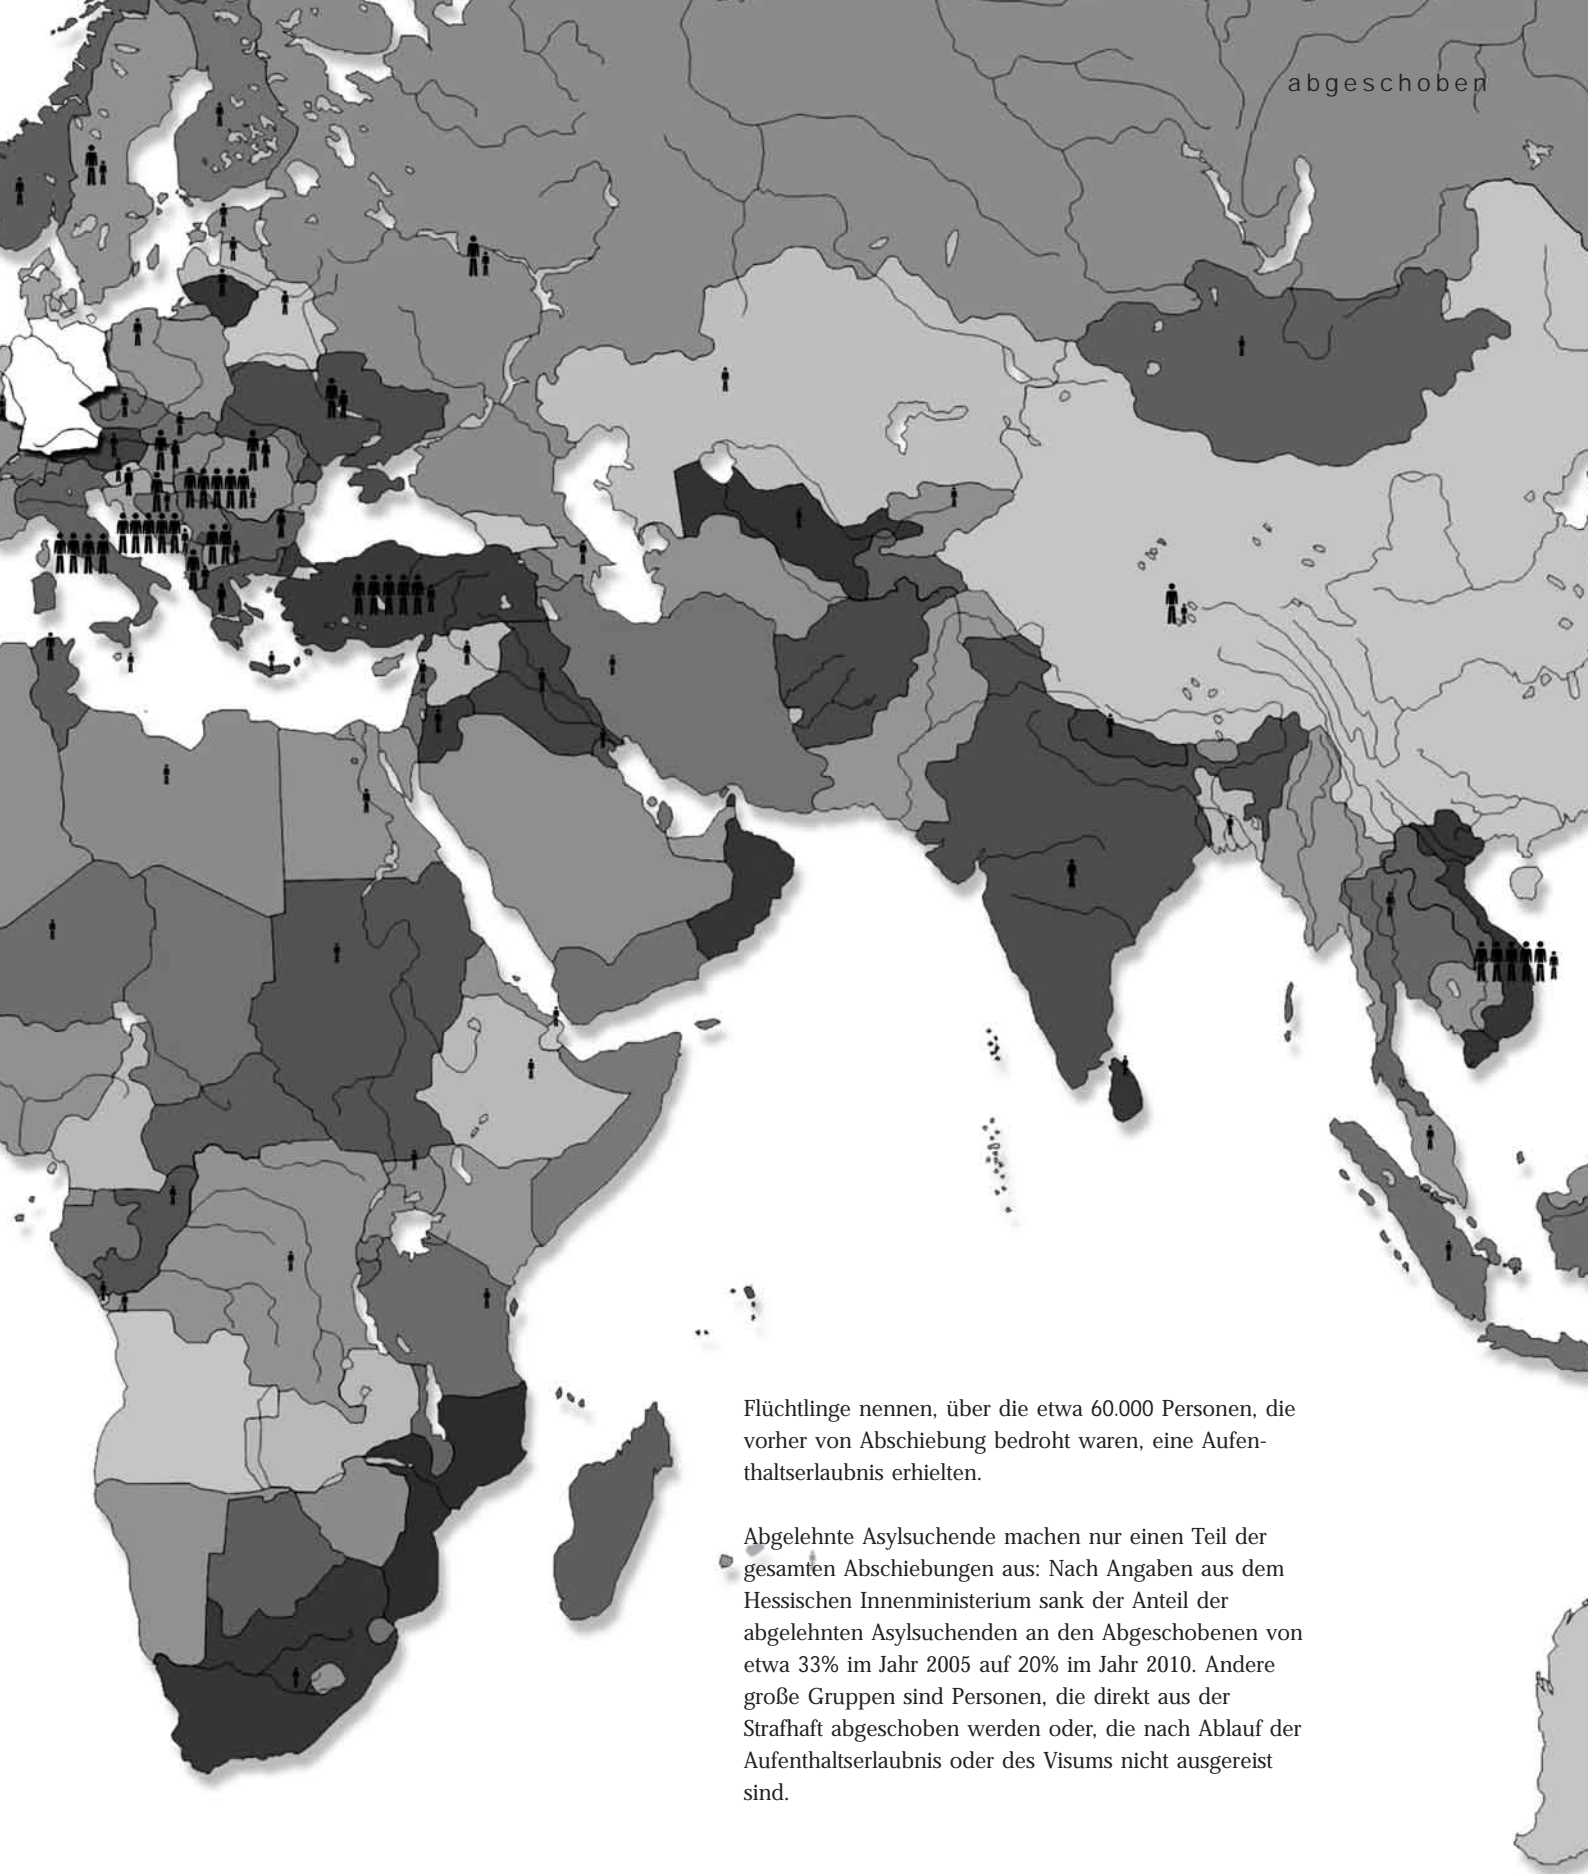 abgeschoben
Flüchtlinge nennen, über die etwa 60.000 Personen, die
vorher von Abschiebung bedroht waren, eine Aufen-
thaltserlaubnis erhielten.
Abgelehnte Asylsuchende machen nur einen Teil der
gesamten Abschiebungen aus: Nach Angaben aus dem
Hessischen Innenministerium sank der Anteil der
abgelehnten Asylsuchenden an den Abgeschobenen von
etwa 33% im Jahr 2005 auf 20% im Jahr 2010. Andere
große Gruppen sind Personen, die direkt aus der
Strafhaft abgeschoben werden oder, die nach Ablauf der
Aufenthaltserlaubnis oder des Visums nicht ausgereist
sind.